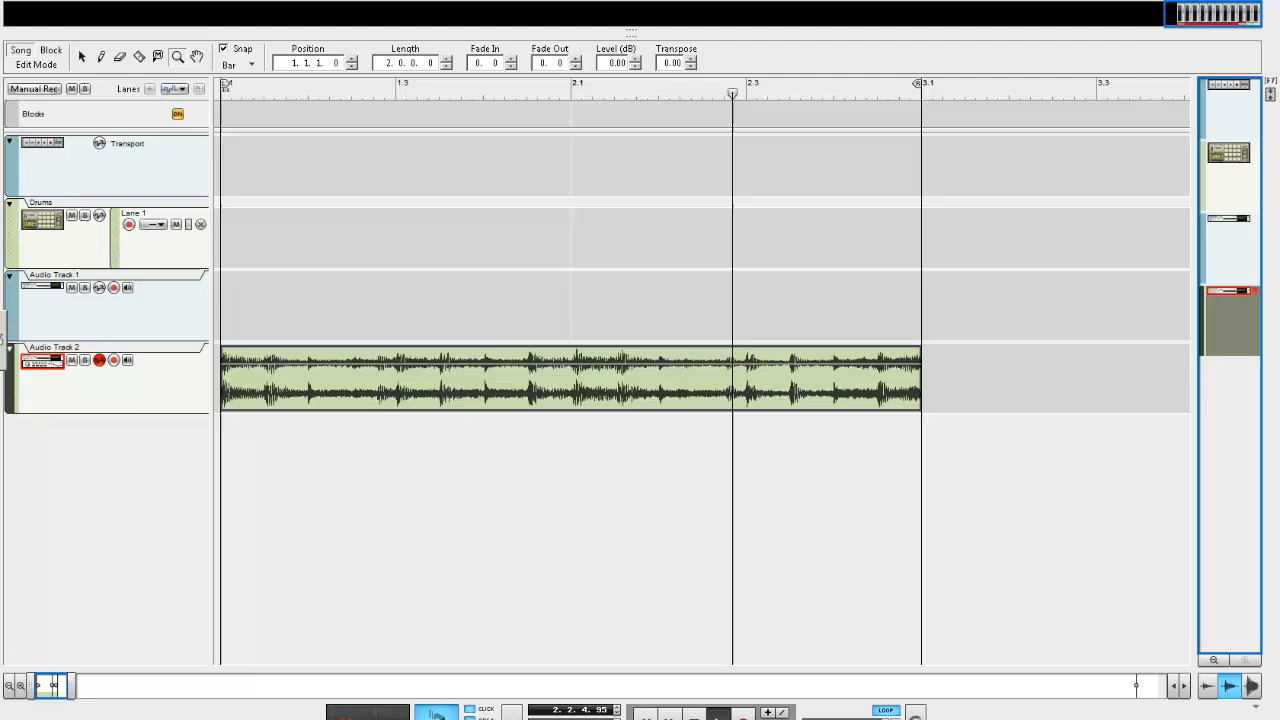 Song Block
Edit Mode
Snap
Bar
Position
1. 1. 1. 0
Length
2. 0. 0. 0
Fade In
0. 0
Fade Out
0. 0
Level (dB)
0.00
Transpose
0.00
Manual Rec M S Lanes
[F7]
1.3 2.1 2.3 3.1 3.3
Blocks ON
Transport
Drums
M S
Lane 1
M
Audio Track 1
M S
Audio Track 2
M S
CLICK
2. 2. 4. 95
LOOP